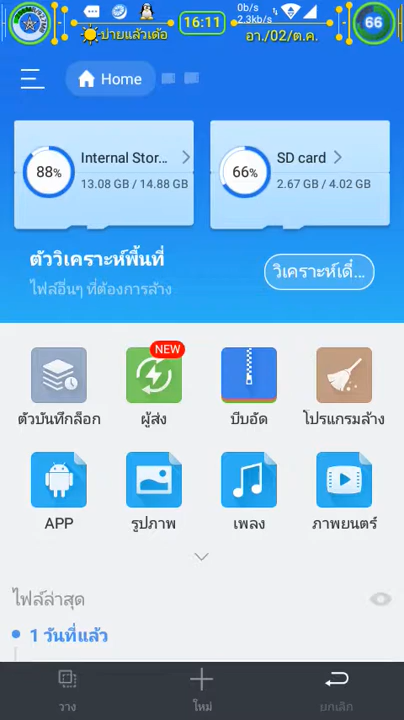 0b/s
2.3kb/s
ปายแล้วเด้อ
16:11
อา./02/ต.ค.
66
Home
88%
Internal Stor...
13.08 GB / 14.88 GB
66%
SD card
2.67 GB / 4.02 GB
ตัววิเคราะห์พื้นที่
ไฟล์อื่นๆ ที่ต้องการล้าง
วิเคราะห์เดี๋...
NEW
ตัวบันทึกล็อก
ผู้ส่ง
บีบอัด
โปรแกรมล้าง
APP
รูปภาพ
เพลง
ภาพยนตร์
ไฟล์ล่าสุด
1 วันที่แล้ว
วาง
ใหม่
ยกเลิก